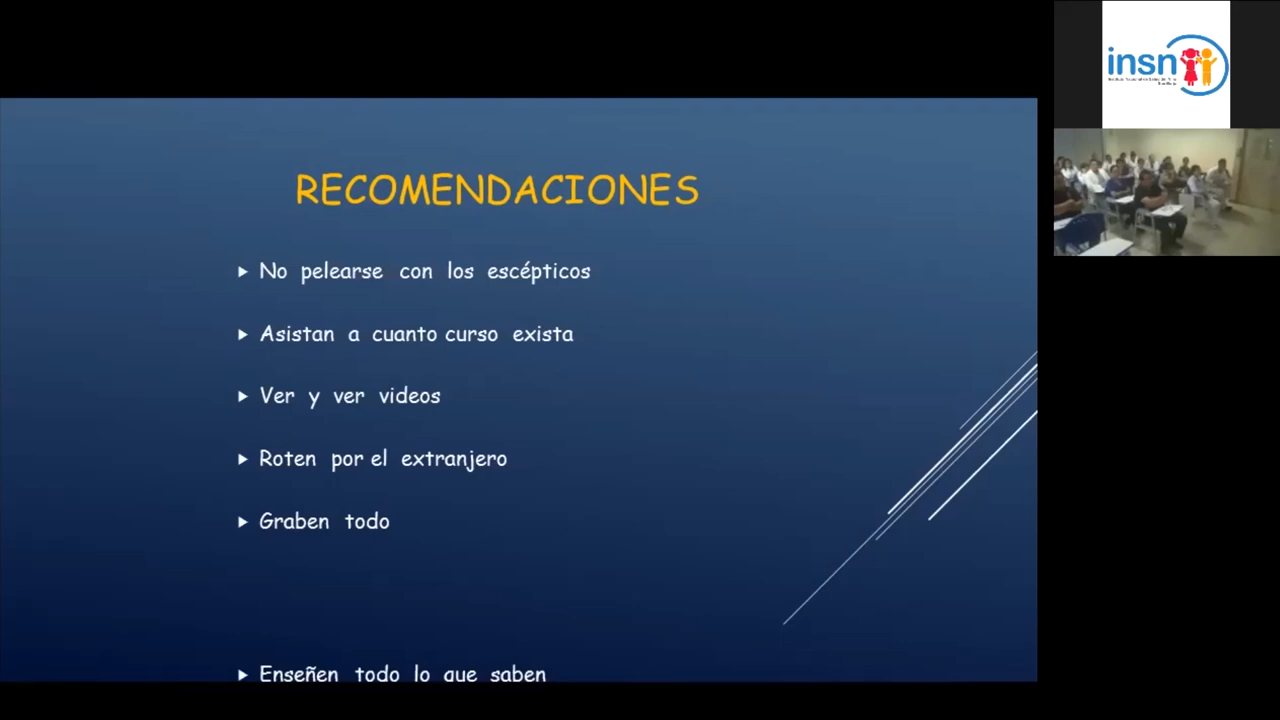 RECOMENDACIONES
No pelearse con los escépticos
Asistan a cuanto curso exista
Ver y ver videos
Roten por el extranjero
Graben todo
Enseñen todo lo que saben
insn